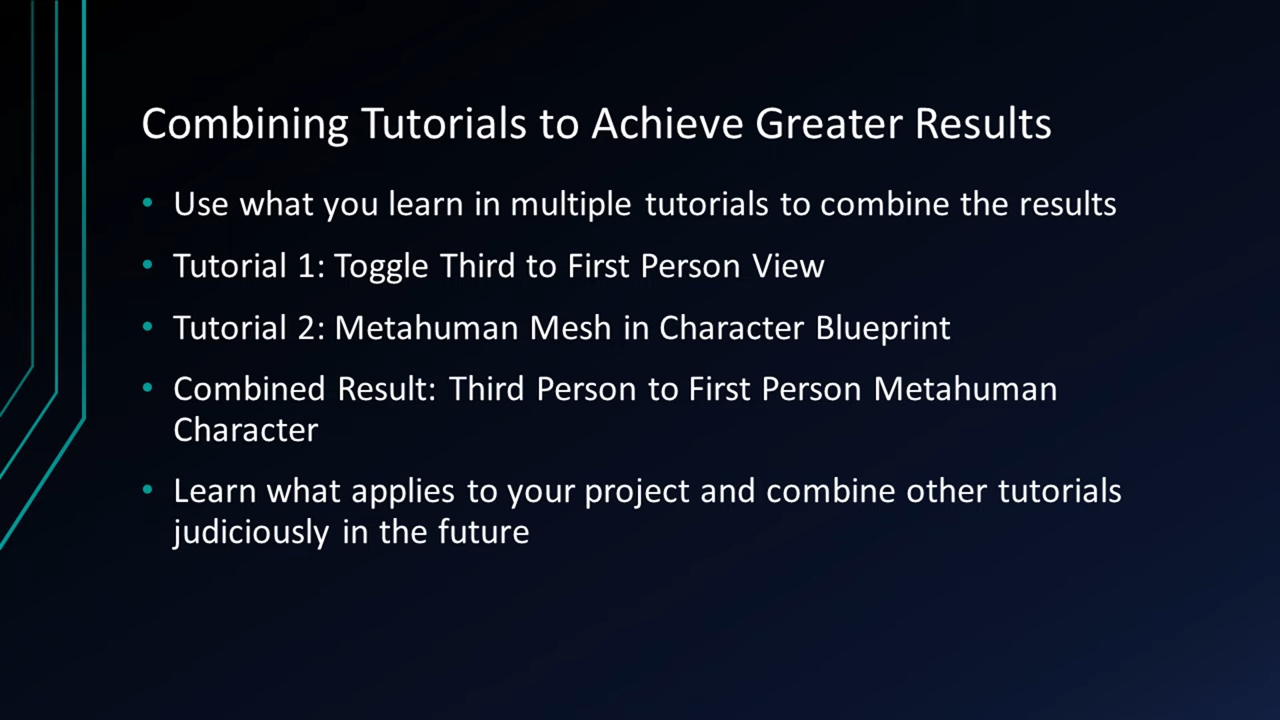 Combining Tutorials to Achieve Greater Results
• Use what you learn in multiple tutorials to combine the results
• Tutorial 1: Toggle Third to First Person View
• Tutorial 2: Metahuman Mesh in Character Blueprint
• Combined Result: Third Person to First Person Metahuman
Character
• Learn what applies to your project and combine other tutorials
judiciously in the future